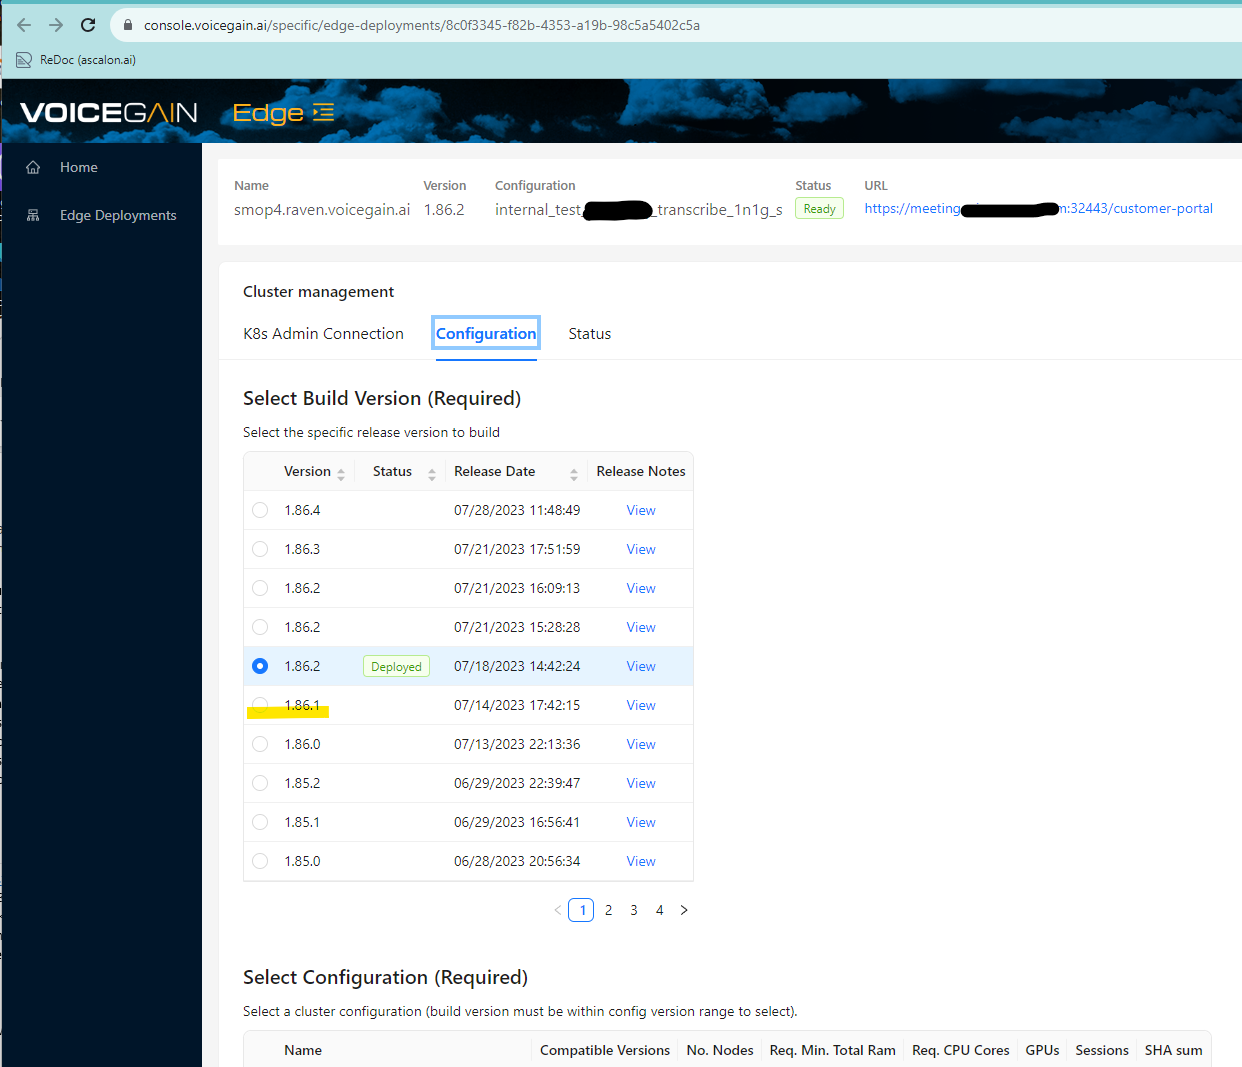 console.voicegain.ai/specific/edge-deployments/8c0f3345-f82b-4353-a19b-98c5a5402c5a
ReDoc (ascalon.ai)
VOICEGAIN Edge
Home
Edge Deployments
Name Version Configuration Status URL
smop4.raven.voicegain.ai 1.86.2 internal_test_ _transcribe_1n1g_s Ready https://meeting :32443/customer-portal
Cluster management
K8s Admin Connection Configuration Status
Select Build Version (Required)
Select the specific release version to build
Version Status Release Date Release Notes
1.86.4 07/28/2023 11:48:49 View
1.86.3 07/21/2023 17:51:59 View
1.86.2 07/21/2023 16:09:13 View
1.86.2 07/21/2023 15:28:28 View
1.86.2 Deployed 07/18/2023 14:42:24 View
1.86.1 07/14/2023 17:42:15 View
1.86.0 07/13/2023 22:13:36 View
1.85.2 06/29/2023 22:39:47 View
1.85.1 06/29/2023 16:56:41 View
1.85.0 06/28/2023 20:56:34 View
< 1 2 3 4 >
Select Configuration (Required)
Select a cluster configuration (build version must be within config version range to select).
Name Compatible Versions No. Nodes Req. Min. Total Ram Req. CPU Cores GPUs Sessions SHA sum